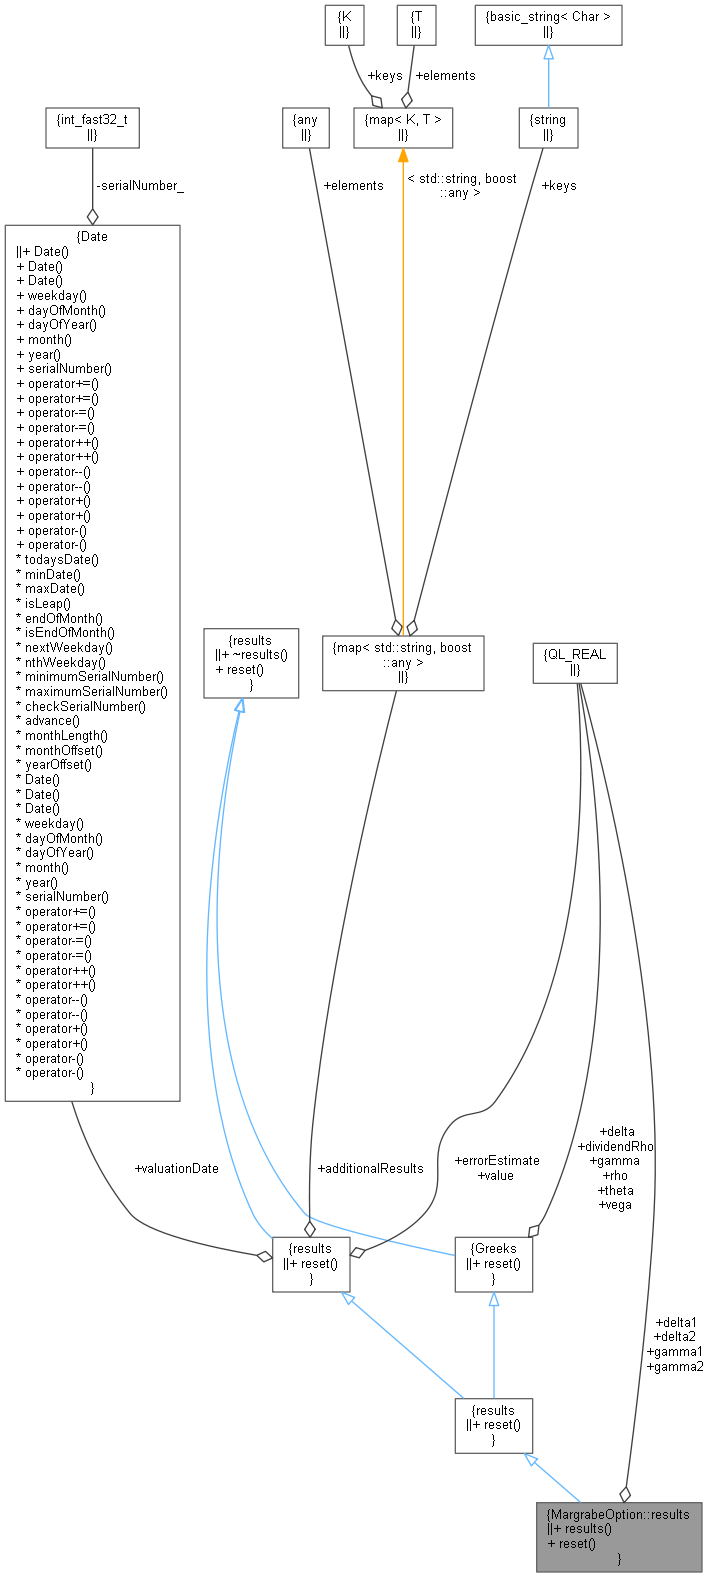 {K
||}
{T
||}
{basic_string< Char >
||}
+keys
+elements
{int_fast32_t
||}
{any
||}
{map< K, T >
||}
{string
||}
-serialNumber_
+elements
< std::string, boost
::any >
+keys
{Date
||+ Date()
+ Date()
+ Date()
+ weekday()
+ dayOfMonth()
+ dayOfYear()
+ month()
+ year()
+ serialNumber()
+ operator+=()
+ operator+=()
+ operator-=()
+ operator-=()
+ operator++()
+ operator++()
+ operator--()
+ operator--()
+ operator+()
+ operator+()
+ operator-()
+ operator-()
* todaysDate()
* minDate()
* maxDate()
* isLeap()
* endOfMonth()
* isEndOfMonth()
* nextWeekday()
* nthWeekday()
* minimumSerialNumber()
* maximumSerialNumber()
* checkSerialNumber()
* advance()
* monthLength()
* monthOffset()
* yearOffset()
* Date()
* Date()
* Date()
* weekday()
* dayOfMonth()
* dayOfYear()
* month()
* year()
* serialNumber()
* operator+=()
* operator+=()
* operator-=()
* operator-=()
* operator++()
* operator++()
* operator--()
* operator--()
* operator+()
* operator+()
* operator-()
* operator-()
}
{results
||+ ~results()
+ reset()
}
{map< std::string, boost
::any >
||}
{QL_REAL
||}
+valuationDate
+additionalResults
+errorEstimate
+value
+delta
+dividendRho
+gamma
+rho
+theta
+vega
{results
||+ reset()
}
{Greeks
||+ reset()
}
+delta1
+delta2
+gamma1
+gamma2
{results
||+ reset()
}
{MargrabeOption::results
||+ results()
+ reset()
}